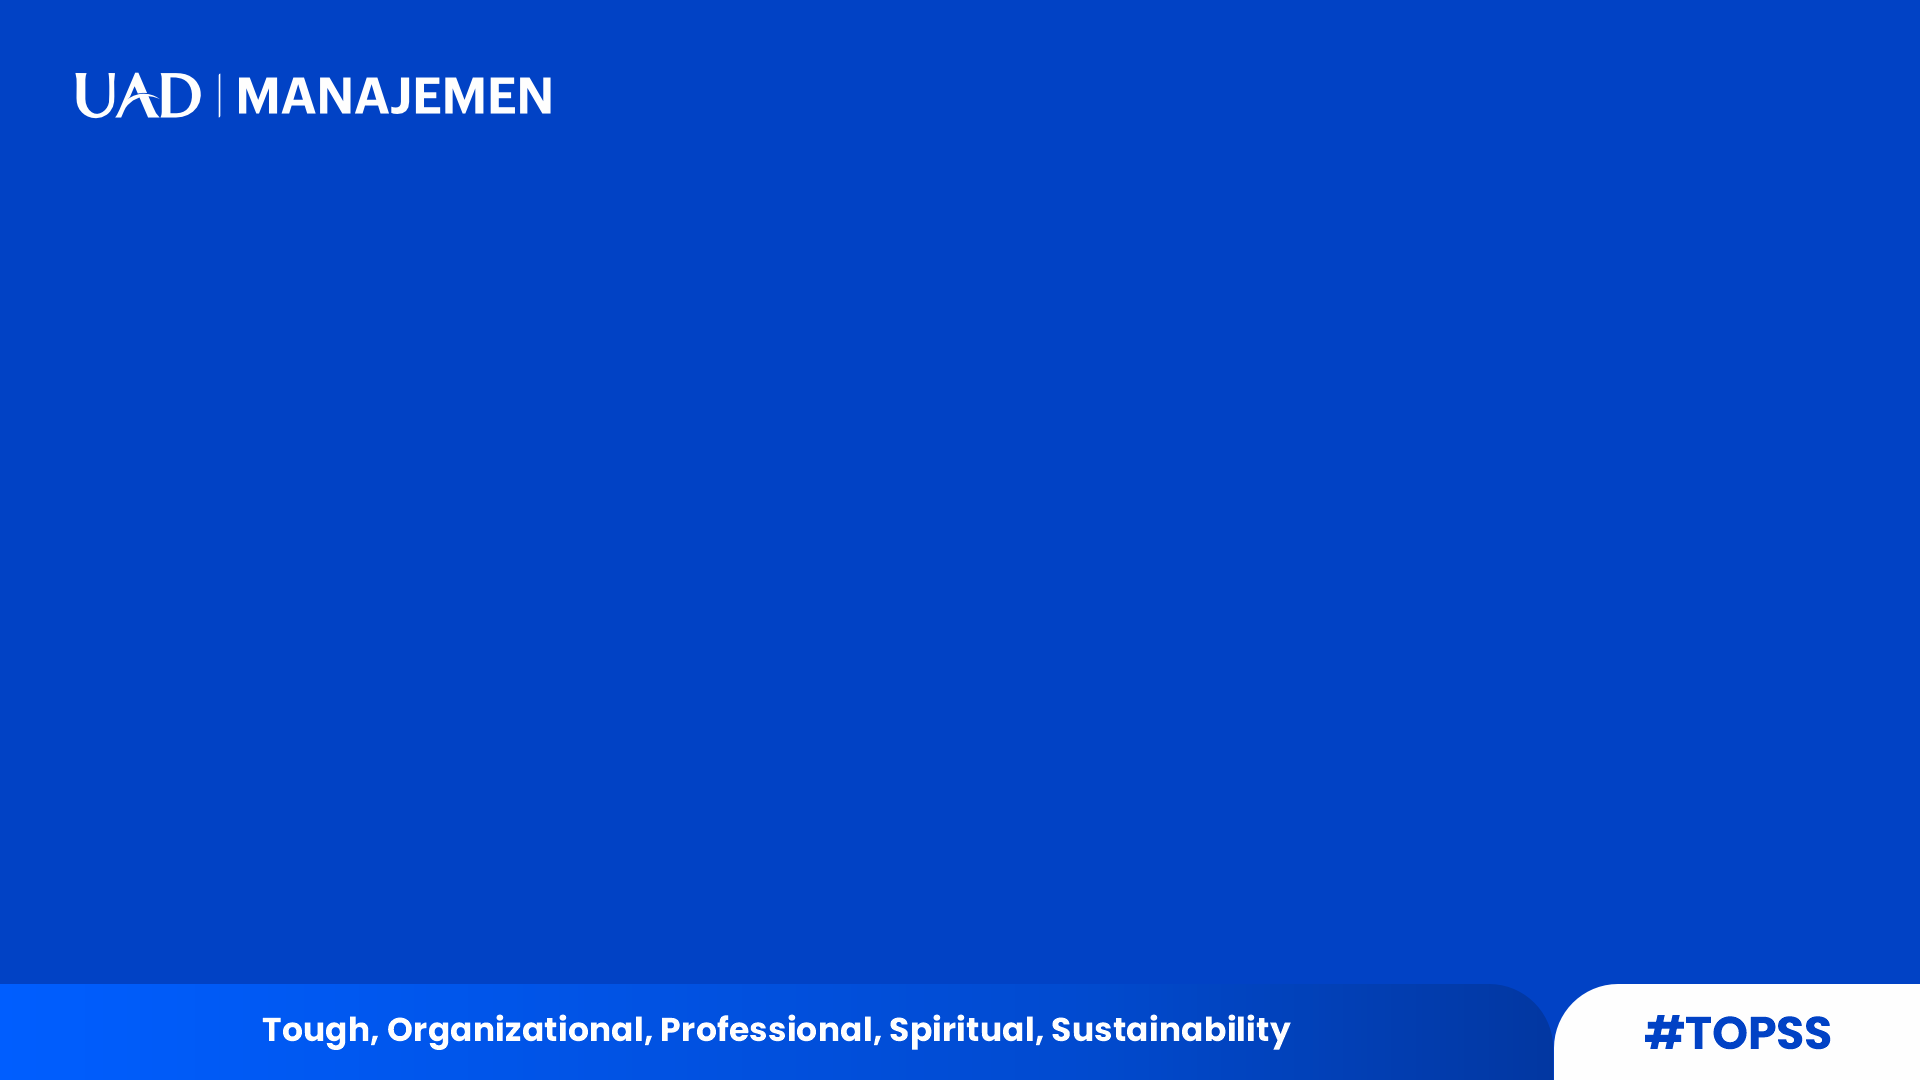 UAD | MANAJEMEN
Tough, Organizational, Professional, Spiritual, Sustainability
#TOPSS